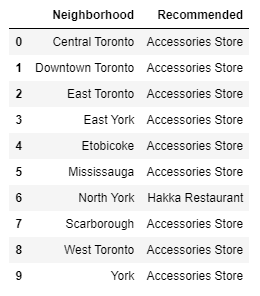 Neighborhood Recommended
0 Central Toronto Accessories Store
1 Downtown Toronto Accessories Store
2 East Toronto Accessories Store
3 East York Accessories Store
4 Etobicoke Accessories Store
5 Mississauga Accessories Store
6 North York Hakka Restaurant
7 Scarborough Accessories Store
8 West Toronto Accessories Store
9 York Accessories Store